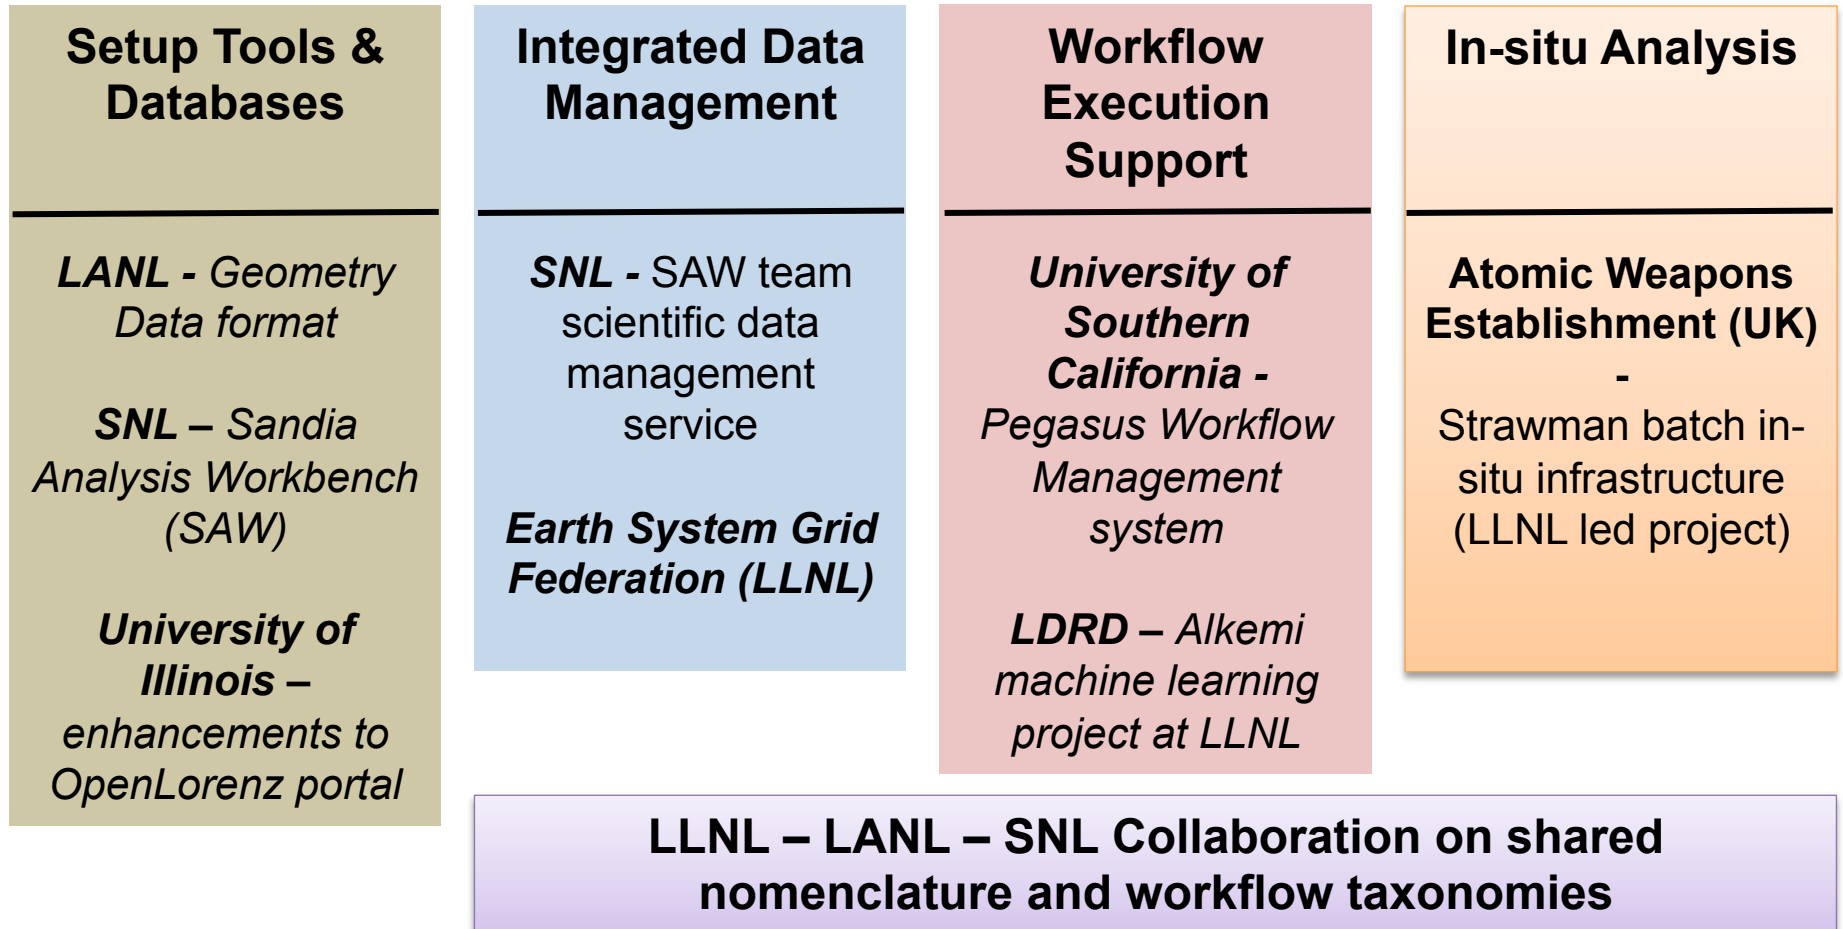 Setup Tools &
Databases
LANL - Geometry
Data format
SNL – Sandia
Analysis Workbench
(SAW)
University of
Illinois –
enhancements to
OpenLorenz portal
Integrated Data
Management
SNL - SAW team
scientific data
management
service
Earth System Grid
Federation (LLNL)
Workflow
Execution
Support
University of
Southern
California -
Pegasus Workflow
Management
system
LDRD – Alkemi
machine learning
project at LLNL
In-situ Analysis
Atomic Weapons
Establishment (UK)
-
Strawman batch in-
situ infrastructure
(LLNL led project)
LLNL – LANL – SNL Collaboration on shared
nomenclature and workflow taxonomies